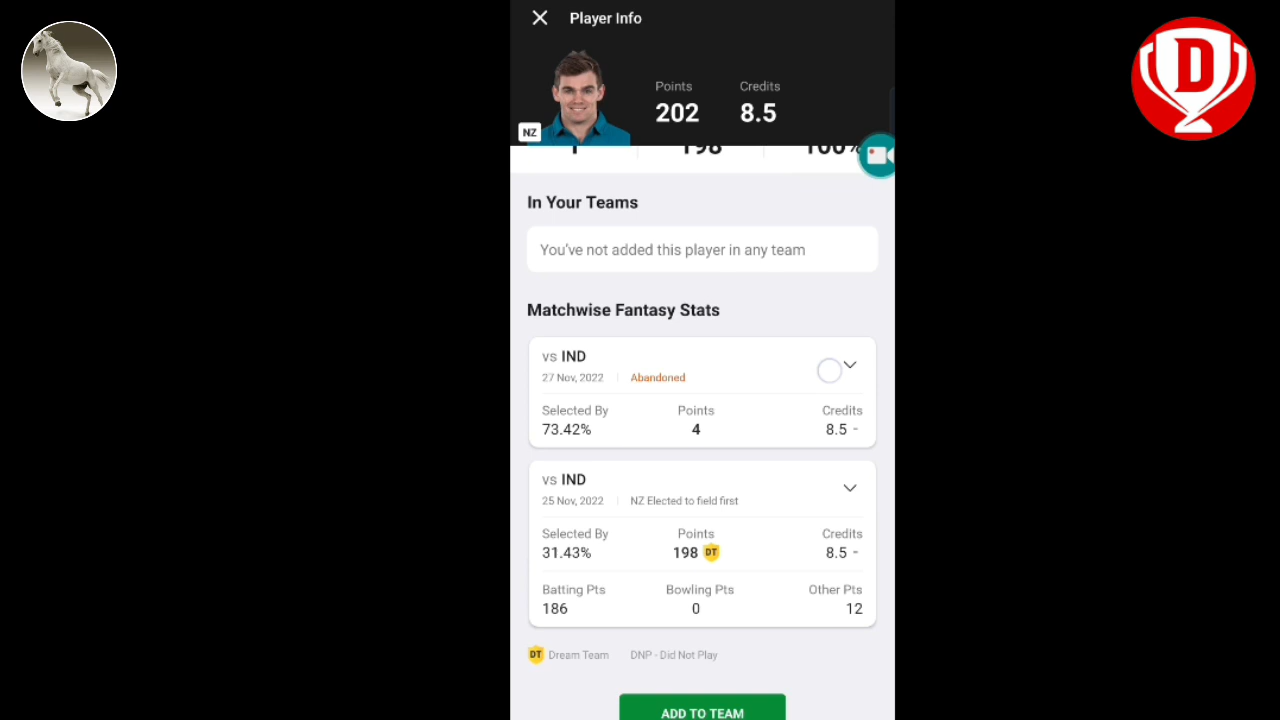 Player Info
Points Credits
202 8.5
NZ
D
198 100%
In Your Teams
You've not added this player in any team
Matchwise Fantasy Stats
vs IND
27 Nov, 2022 Abandoned
Selected By Points Credits
73.42% 4 8.5 -
vs IND
25 Nov, 2022 NZ Elected to field first
Selected By Points Credits
31.43% 198 DT 8.5 -
Batting Pts Bowling Pts Other Pts
186 0 12
DT Dream Team DNP - Did Not Play
ADD TO TEAM